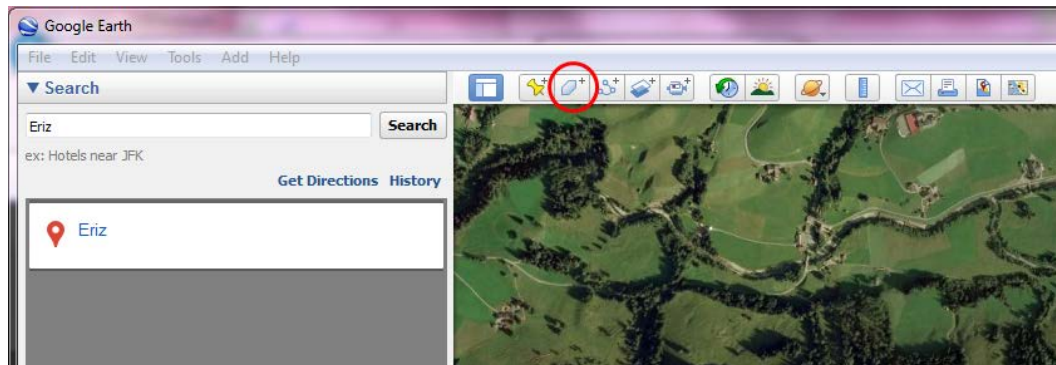 Google Earth
File Edit View Tools Add Help
▼ Search
Eriz Search
ex: Hotels near JFK
Get Directions History
Eriz